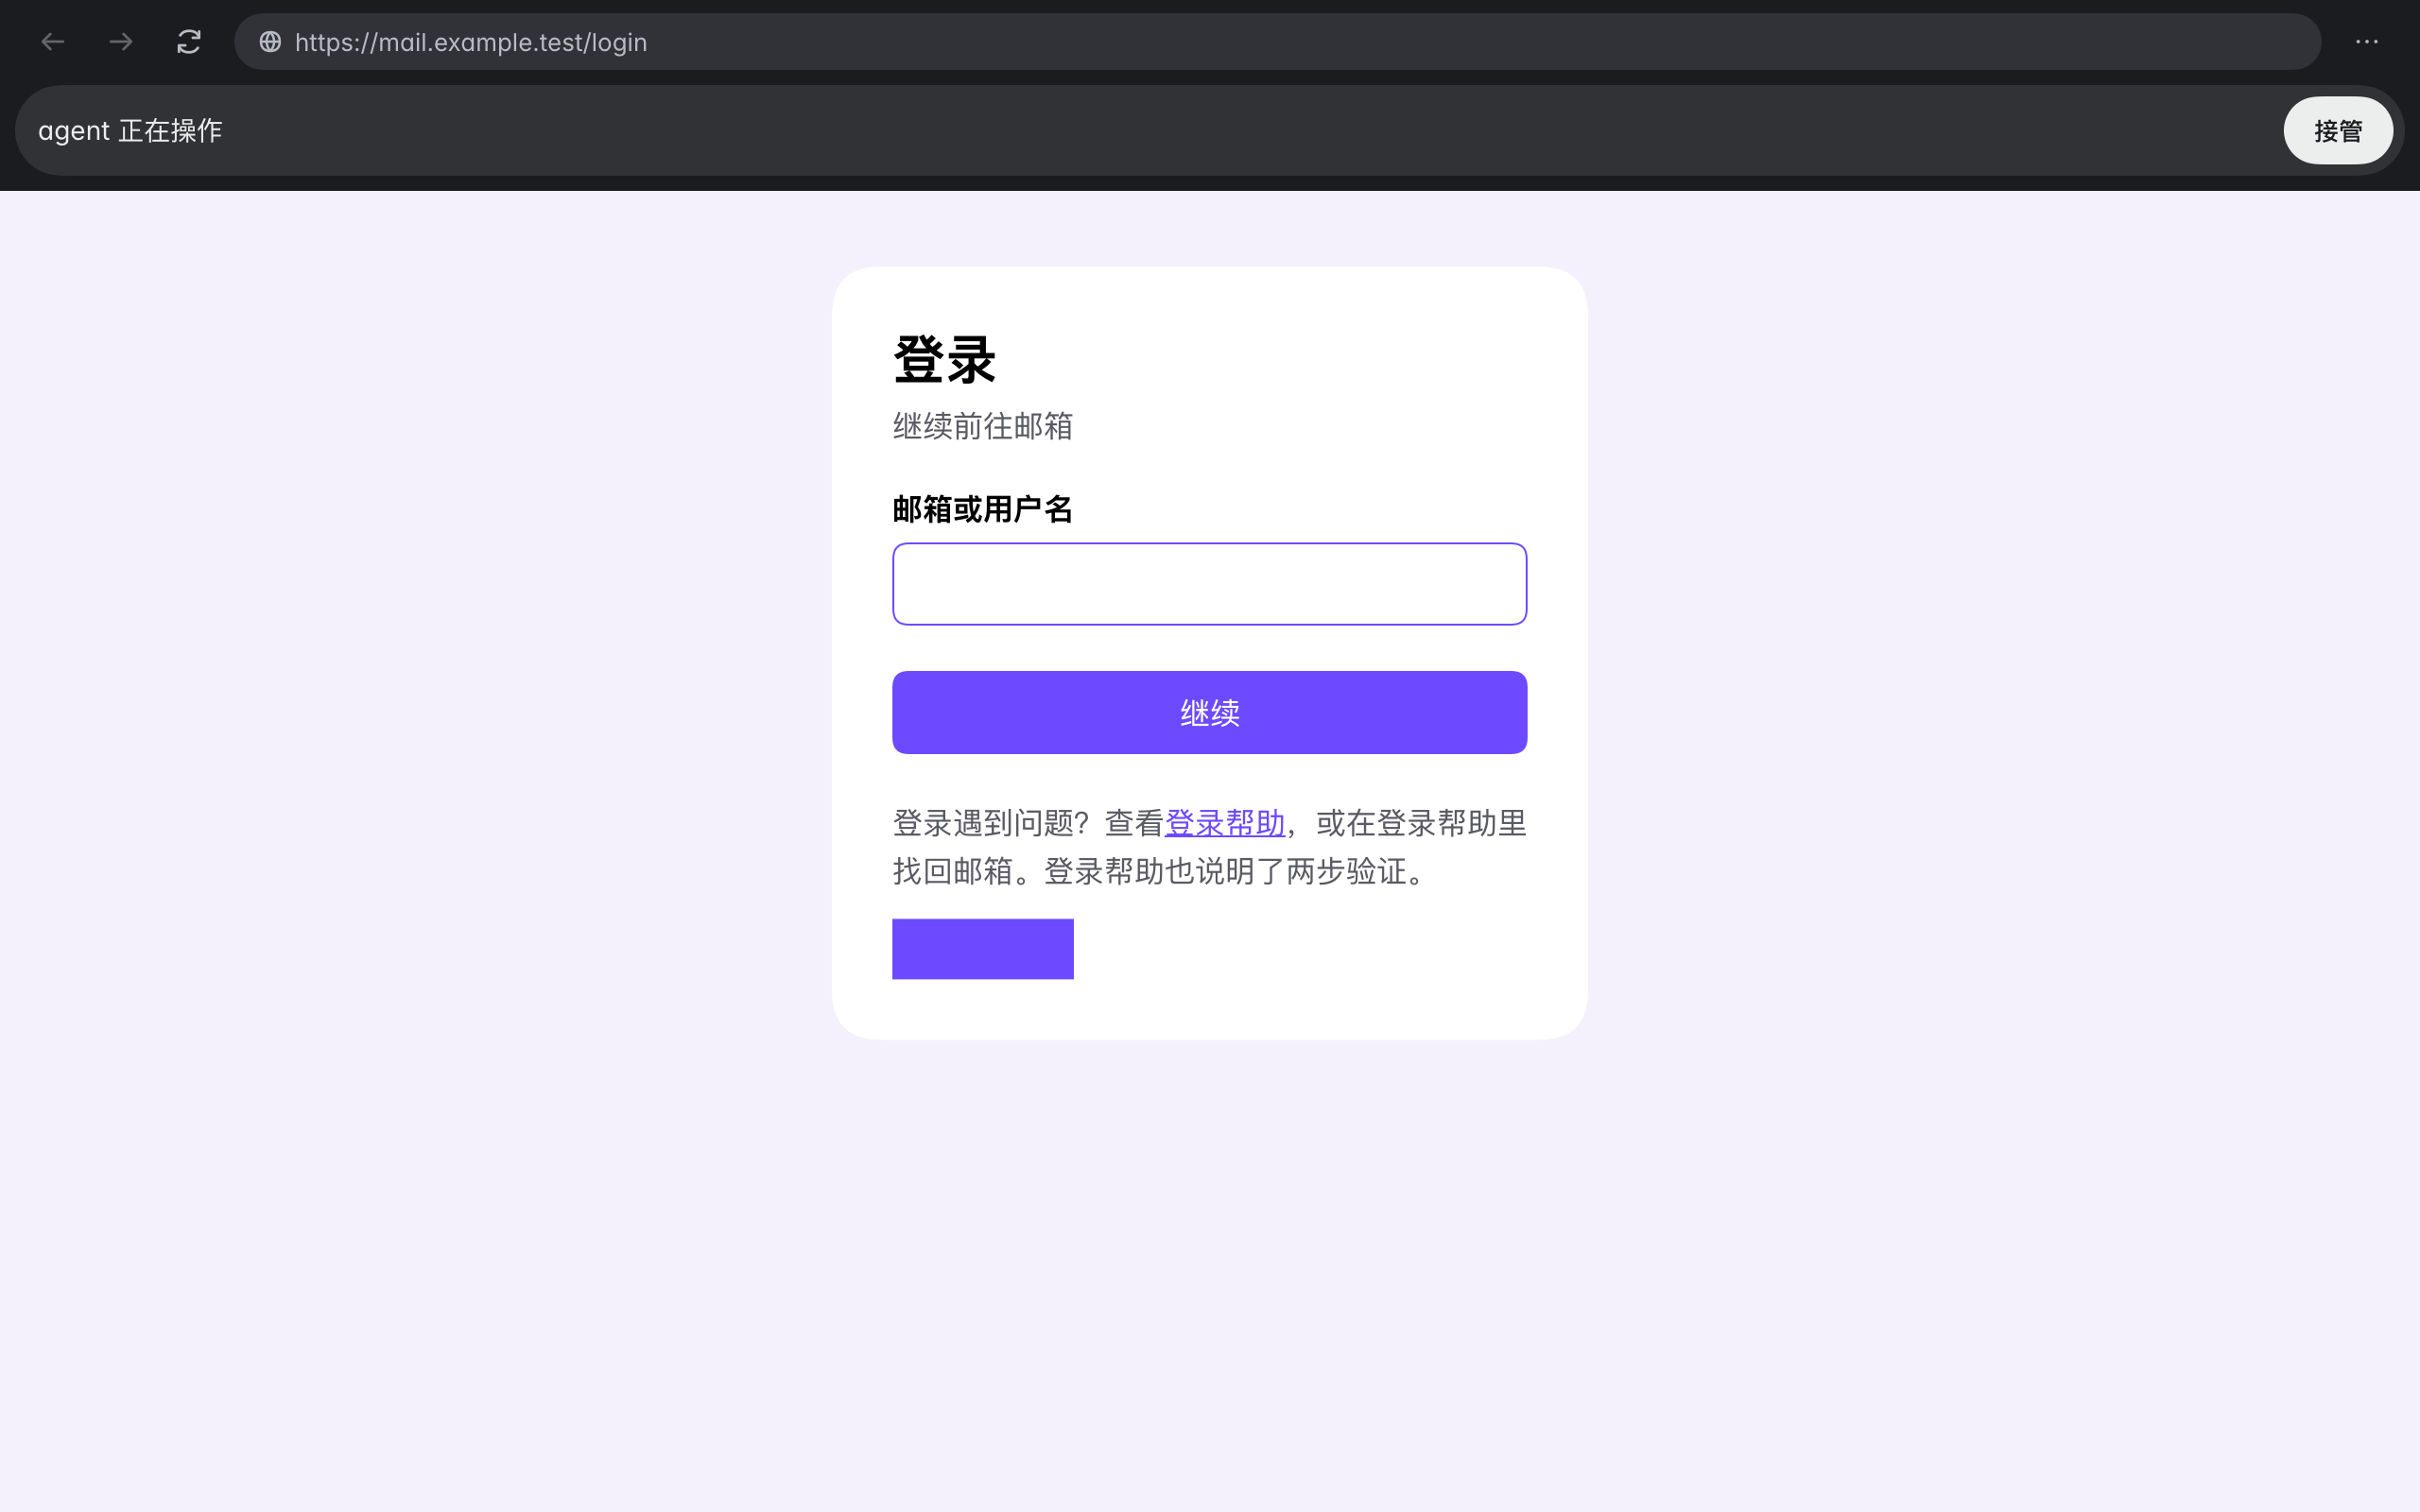 https://mail.example.test/login
agent 正在操作
接管
登录
继续前往邮箱
邮箱或用户名
继续
登录遇到问题？查看登录帮助，或在登录帮助里
找回邮箱。登录帮助也说明了两步验证。